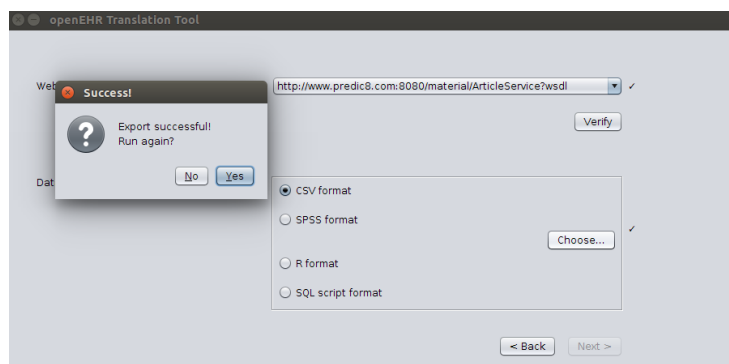 openEHR Translation Tool
Web
http://www.predic8.com:8080/material/ArticleService?wsdl
Success!
Verify
Export successful!
Run again?
No
Yes
Dat
CSV format
SPSS format
Choose...
R format
SQL script format
< Back
Next >